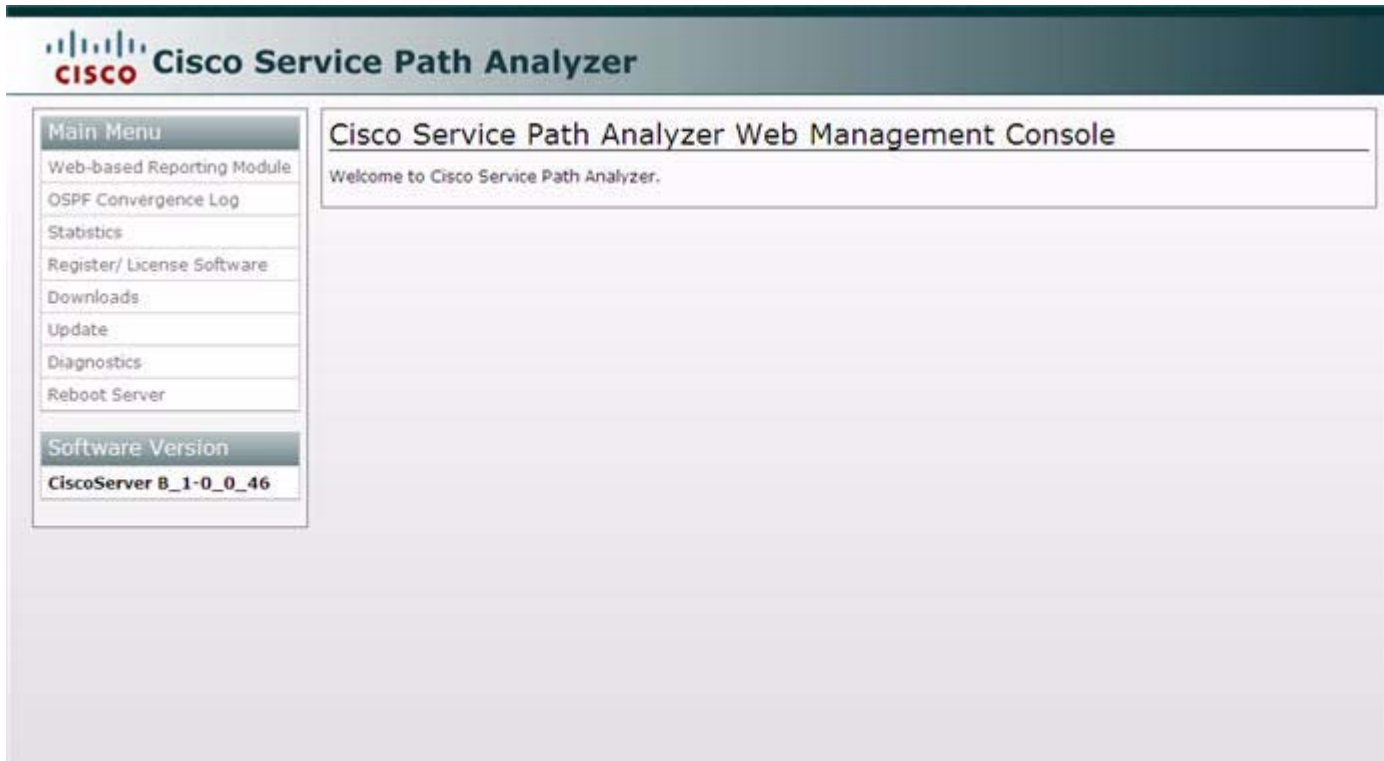 CISCO Cisco Service Path Analyzer
Main Menu
Web-based Reporting Module
OSPF Convergence Log
Statistics
Register/ License Software
Downloads
Update
Diagnostics
Reboot Server
Software Version
CiscoServer B_1-0_0_46
Cisco Service Path Analyzer Web Management Console
Welcome to Cisco Service Path Analyzer.